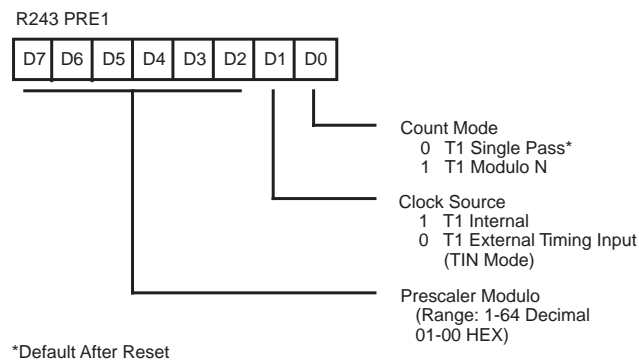 R243 PRE1
D7 D6 D5 D4 D3 D2 D1 D0
Count Mode
0 T1 Single Pass*
1 T1 Modulo N
Clock Source
1 T1 Internal
0 T1 External Timing Input
(TIN Mode)
Prescaler Modulo
(Range: 1-64 Decimal
01-00 HEX)
*Default After Reset